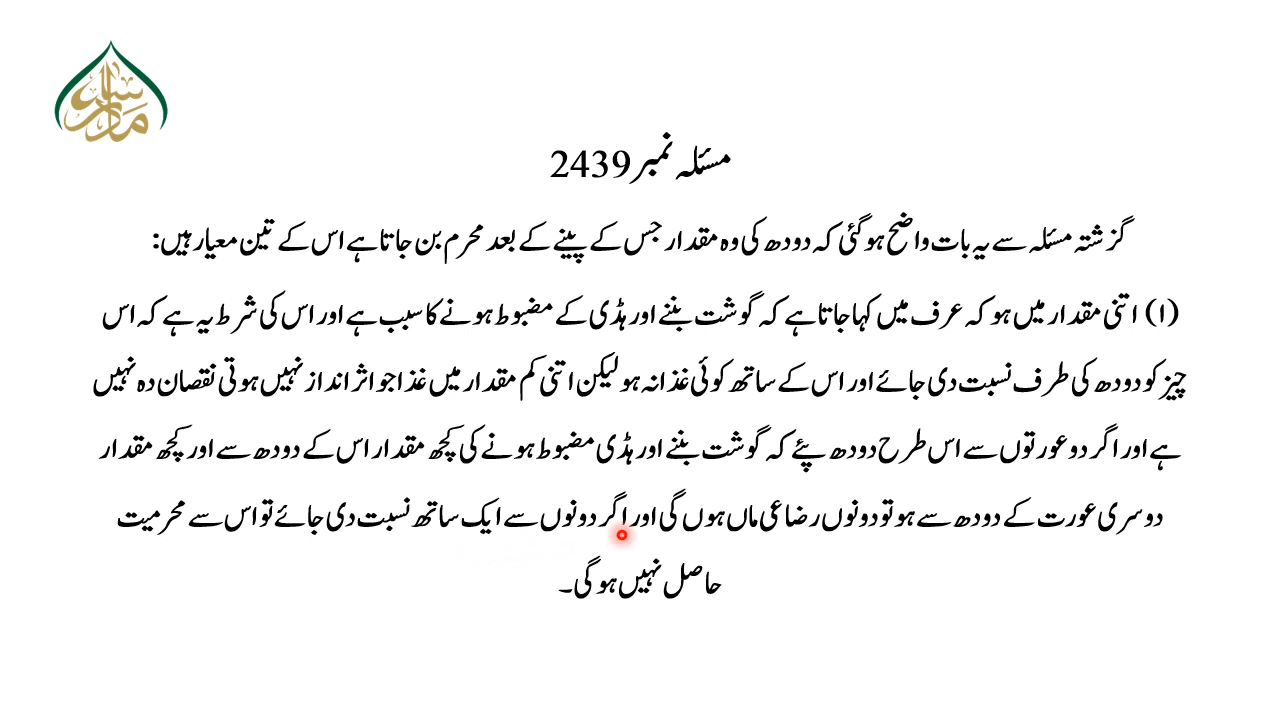 مسئلہ نمبر 2439
گزشتہ مسئلہ سے یہ بات واضح ہو گئی کہ دودھ کی وہ مقدار جس کے پینے کے بعد محرم بن جاتا ہے اس کے تین معیار ہیں:
(۱) اتنی مقدار میں ہو کہ عرف میں کہا جاتا ہے کہ گوشت بننے اور ہڈی کے مضبوط ہونے کا سبب ہے اور اس کی شرط یہ ہے کہ اس
چیز کو دودھ کی طرف نسبت دی جائے اور اس کے ساتھ کوئی غذا نہ ہو لیکن اتنی کم مقدار میں غذا جو اثر انداز نہیں ہوتی نقصان دہ نہیں
ہے اور اگر دو عورتوں سے اس طرح دودھ پئے کہ گوشت بننے اور ہڈی مضبوط ہونے کی کچھ مقدار اس کے دودھ سے اور کچھ مقدار
دوسری عورت کے دودھ سے ہو تو دونوں رضاعی ماں ہوں گی اور اگر دونوں سے ایک ساتھ نسبت دی جائے تو اس سے محرمیت
حاصل نہیں ہو گی۔